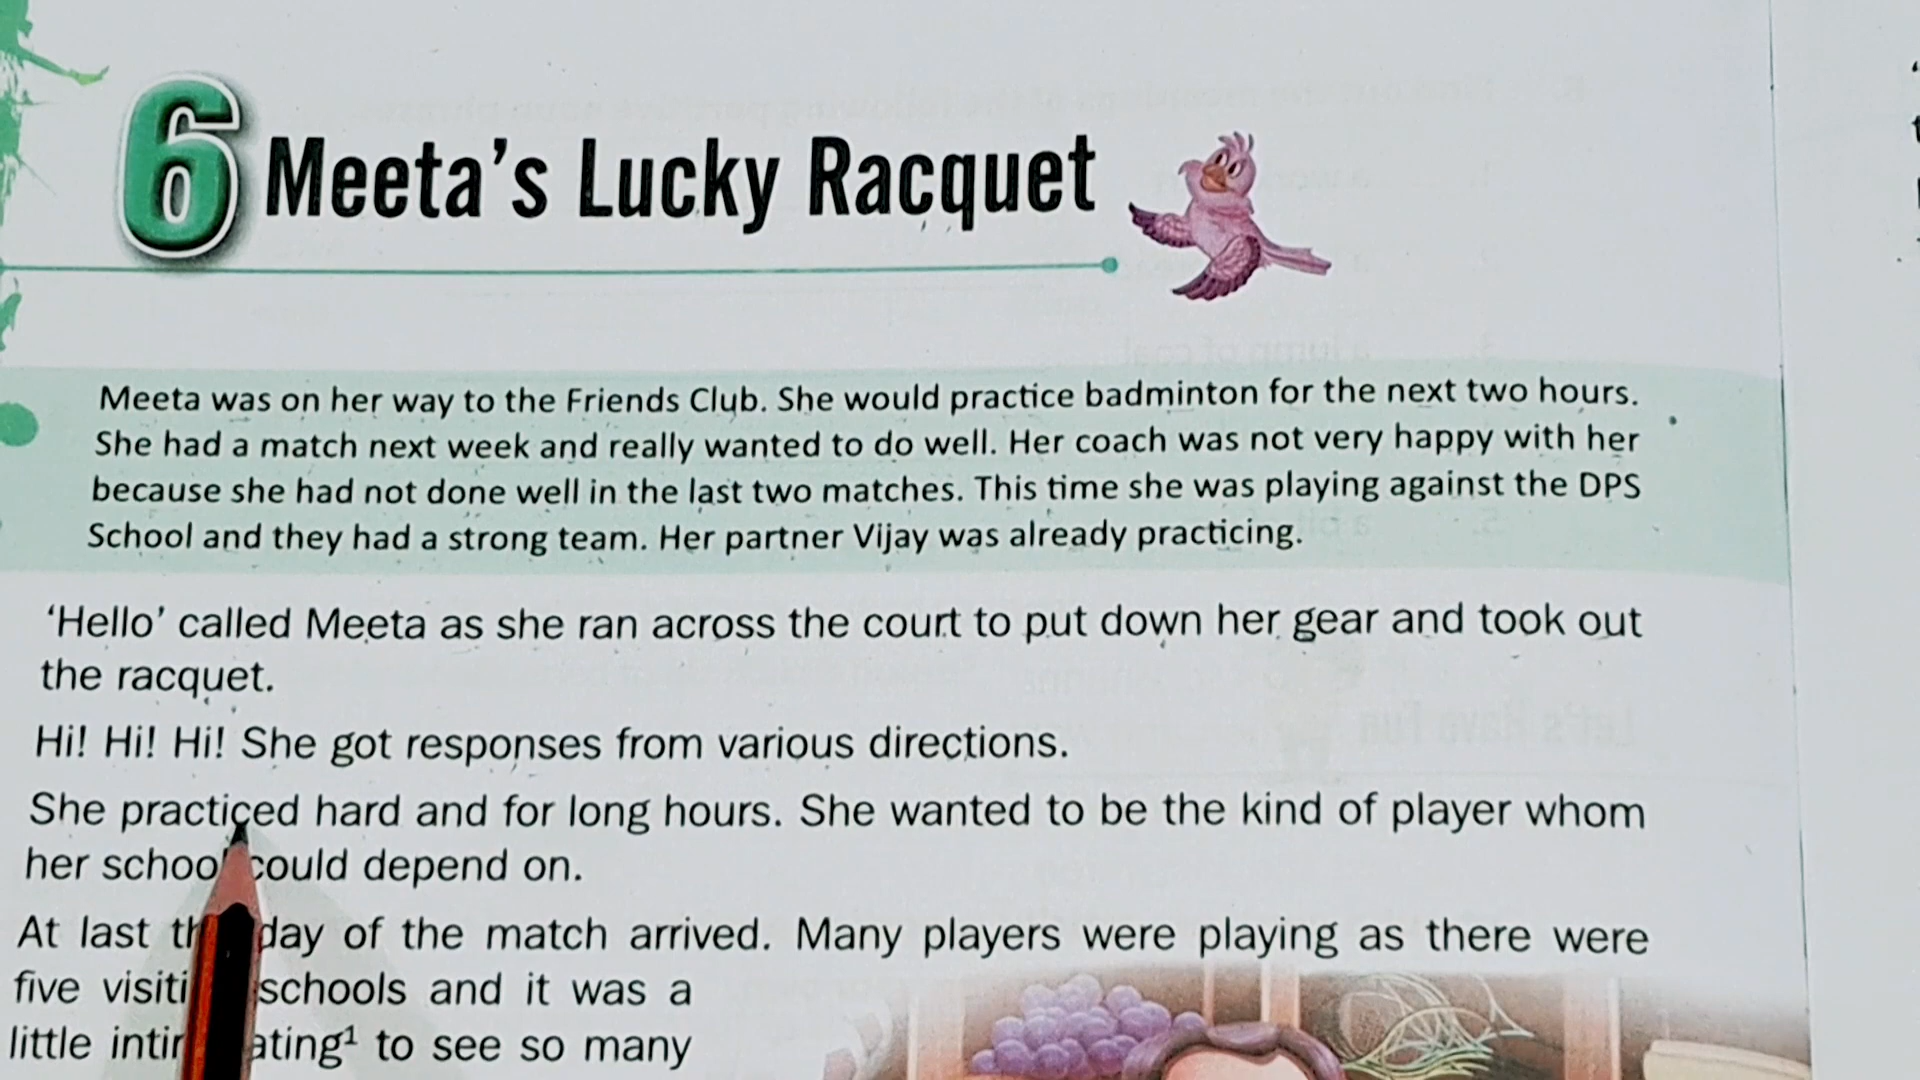 6 Meeta's Lucky Racquet
Meeta was on her way to the Friends Club. She would practice badminton for the next two hours.
She had a match next week and really wanted to do well. Her coach was not very happy with her
because she had not done well in the last two matches. This time she was playing against the DPS
School and they had a strong team. Her partner Vijay was already practicing.
‘Hello’ called Meeta as she ran across the court to put down her gear and took out
the racquet.
Hi! Hi! Hi! She got responses from various directions.
She practiced hard and for long hours. She wanted to be the kind of player whom
her school could depend on.
At last the day of the match arrived. Many players were playing as there were
five schools and it was a
little to see so many